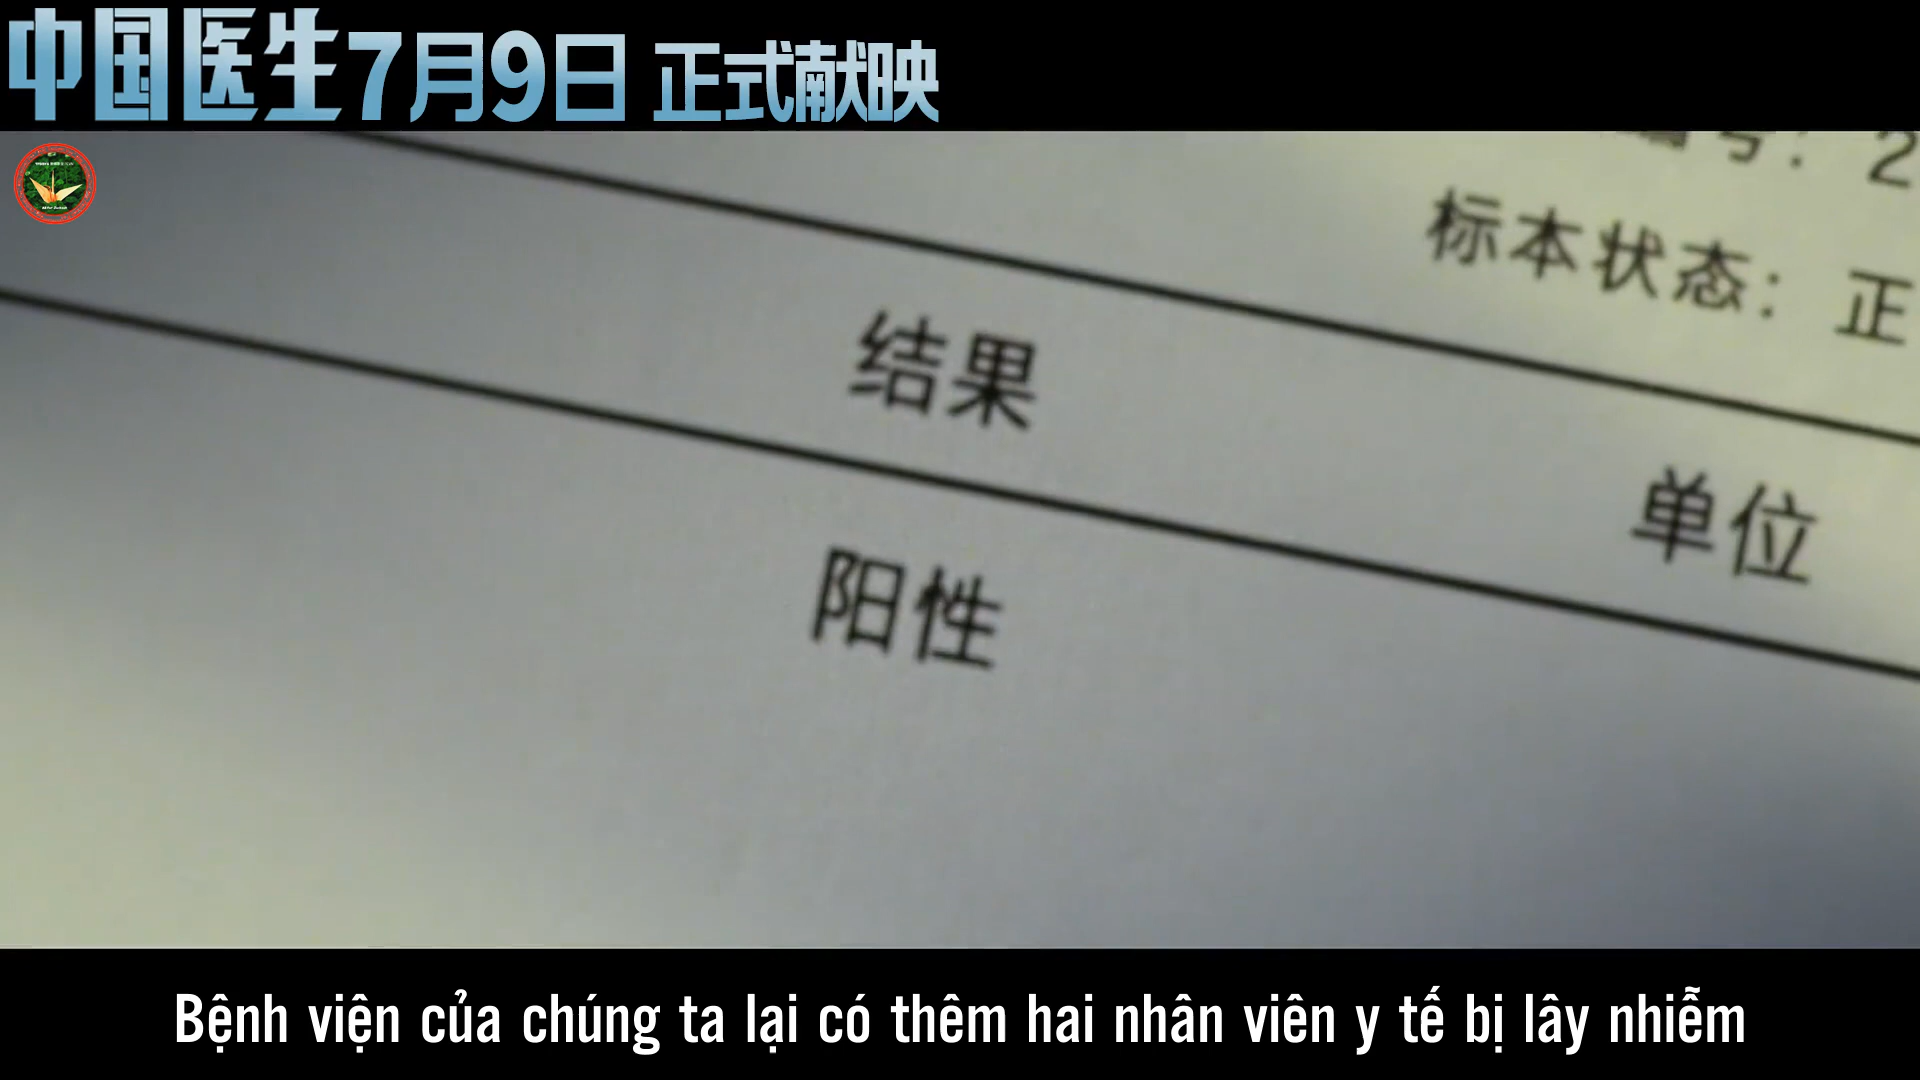 中国医生7月9日 正式献映
号：2
标本状态：正
结果
单位
阳性
Bệnh viện của chúng ta lại có thêm hai nhân viên y tế bị lây nhiễm